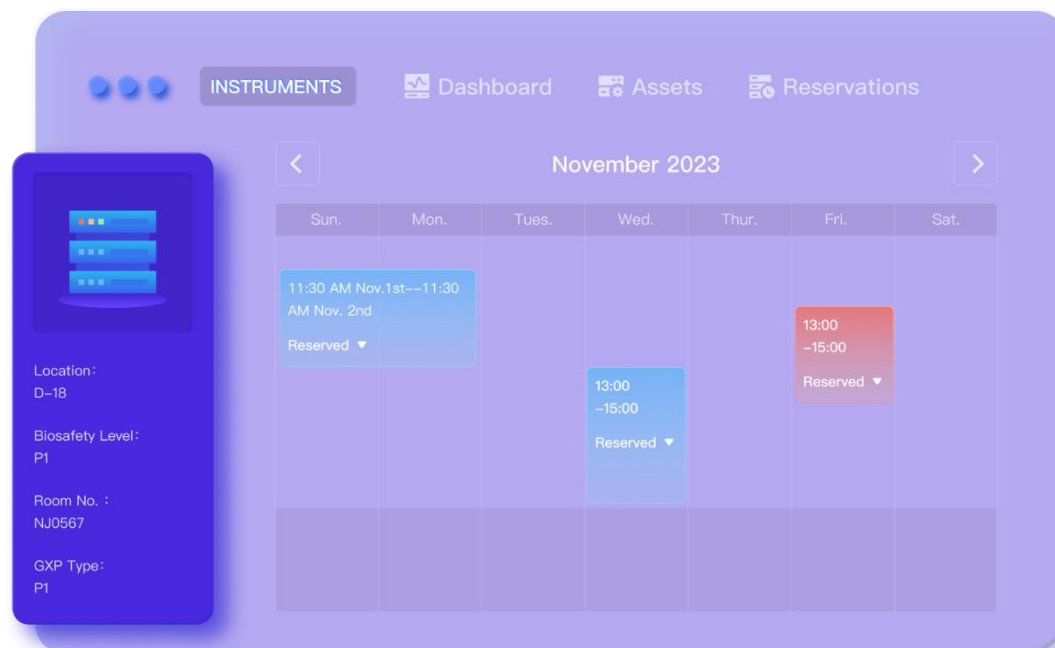 INSTRUMENTS Dashboard Assets Reservations
November 2023
Sun. Mon. Tues. Wed. Thur. Fri. Sat.
11:30 AM Nov.1st--11:30
AM Nov. 2nd
Reserved
13:00
-15:00
Reserved
13:00
-15:00
Reserved
Location:
D-18
Biosafety Level:
P1
Room No. :
NJ0567
GXP Type:
P1